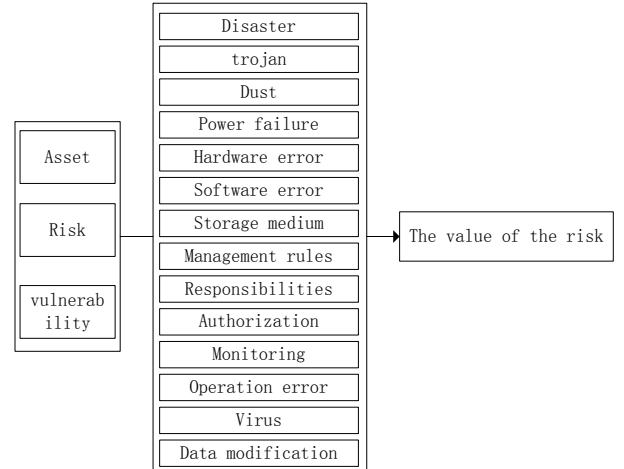 Asset
Risk
vulnerab
ility
Disaster
trojan
Dust
Power failure
Hardware error
Software error
Storage medium
Management rules
Responsibilities
Authorization
Monitoring
Operation error
Virus
Data modification
The value of the risk